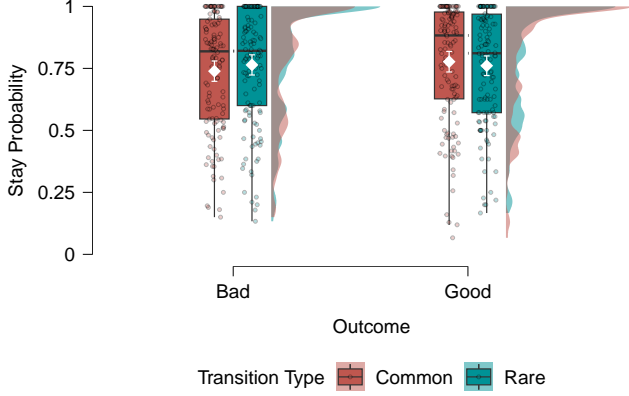 1
0.75
0.5
0.25
0
Stay Probability
Bad
Good
Outcome
Transition Type
Common
Rare